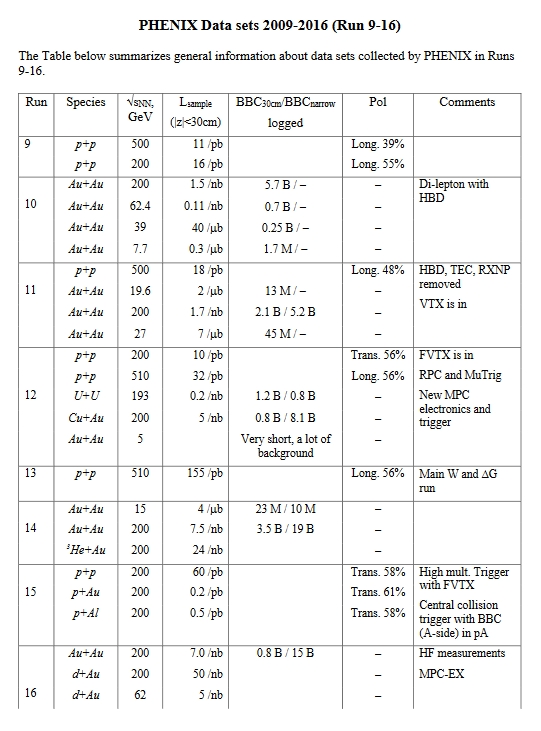 PHENIX Data sets 2009-2016 (Run 9-16)
The Table below summarizes general information about data sets collected by PHENIX in Runs
9-16.
Run Species √sNN, GeV Lsample (|z|<30cm) BBC30cm/BBCnarrow logged Pol Comments
9 p+p 500 11 /pb Long. 39%
p+p 200 16 /pb Long. 55%
10 Au+Au 200 1.5 /nb 5.7 B / – – Di-lepton with HBD
Au+Au 62.4 0.11 /nb 0.7 B / – –
Au+Au 39 40 /μb 0.25 B / – –
Au+Au 7.7 0.3 /μb 1.7 M / – –
11 p+p 500 18 /pb Long. 48% HBD, TEC, RXNP removed
Au+Au 19.6 2 /μb 13 M / – – VTX is in
Au+Au 200 1.7 /nb 2.1 B / 5.2 B –
Au+Au 27 7 /μb 45 M / – –
12 p+p 200 10 /pb Trans. 56% FVTX is in
p+p 510 32 /pb Long. 56% RPC and MuTrig
U+U 193 0.2 /nb 1.2 B / 0.8 B – New MPC electronics and trigger
Cu+Au 200 5 /nb 0.8 B / 8.1 B –
Au+Au 5 Very short, a lot of background –
13 p+p 510 155 /pb Long. 56% Main W and ΔG run
14 Au+Au 15 4 /μb 23 M / 10 M –
Au+Au 200 7.5 /nb 3.5 B / 19 B –
³He+Au 200 24 /nb –
15 p+p 200 60 /pb Trans. 58% High mult. Trigger with FVTX
p+Au 200 0.2 /pb Trans. 61% Central collision trigger with BBC (A-side) in pA
p+Al 200 0.5 /pb Trans. 58%
16 Au+Au 200 7.0 /nb 0.8 B / 15 B – HF measurements
d+Au 200 50 /nb – MPC-EX
d+Au 62 5 /nb –